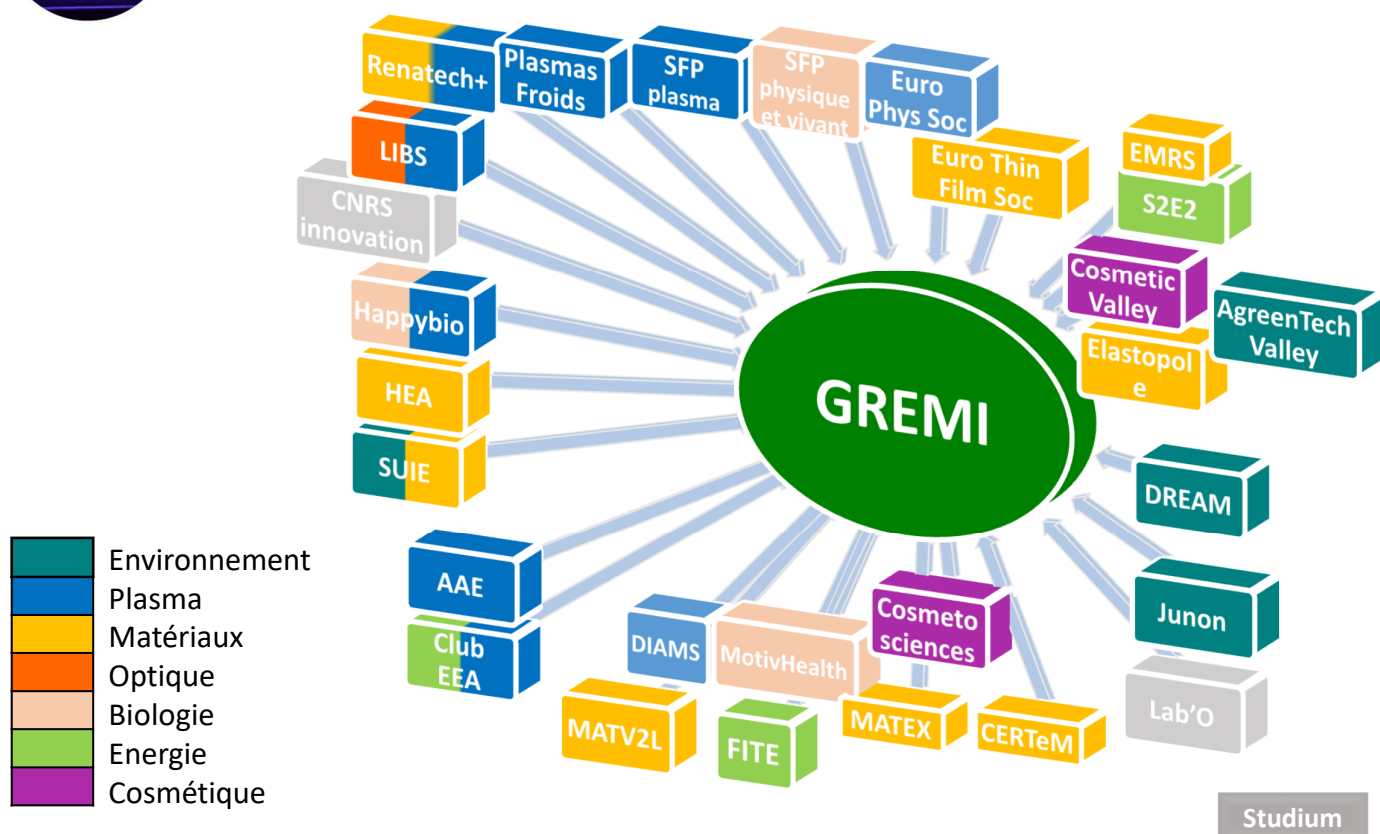 Renatech+
Plasmas
Froids
SFP
plasma
SFP
physique
et vivant
Euro
Phys Soc
Euro Thin
Film Soc
EMRS
S2E2
LIBS
CNRS
innovation
Cosmetic
Valley
AgreenTech
Valley
Happybio
Elastopol
e
HEA
GREMI
SUIE
DREAM
AAE
Club
EEA
DIAMS
MotivHealth
Cosmeto
sciences
Junon
MATV2L
FITE
MATEX
CERTeM
Lab’O
Environnement
Plasma
Matériaux
Optique
Biologie
Energie
Cosmétique
Studium